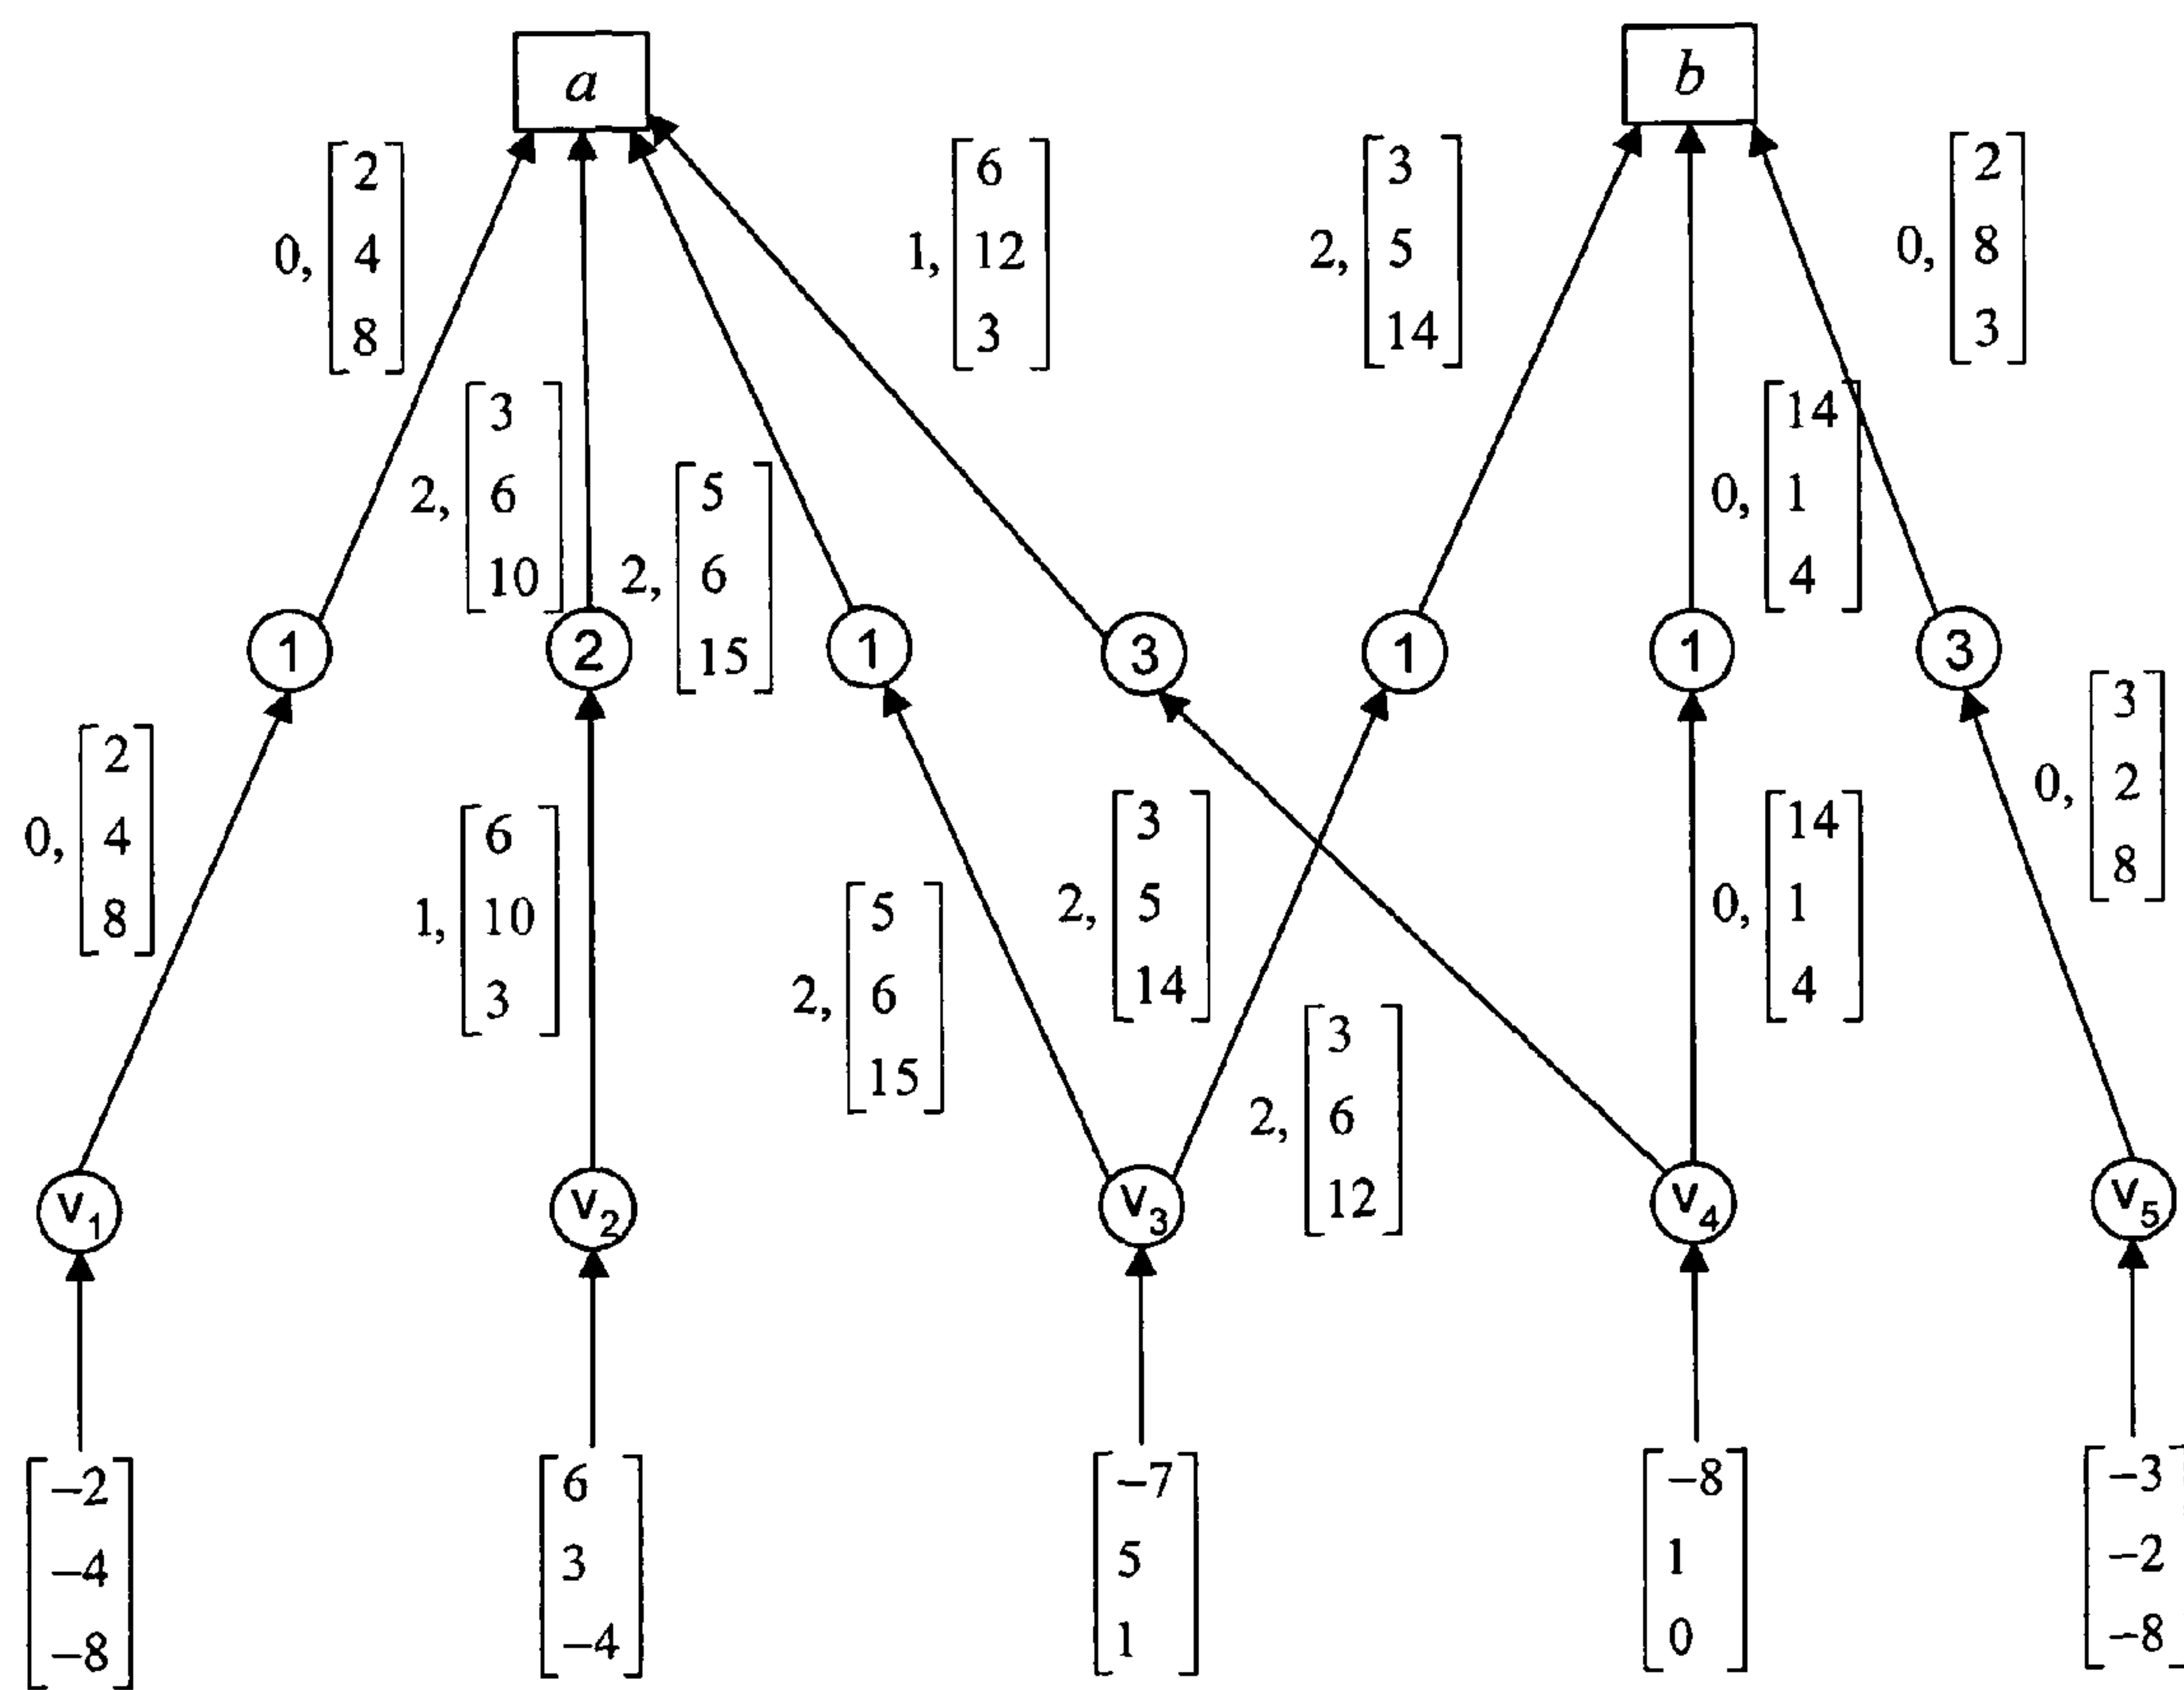 a
b
0, [2 4 8]
1, [6 12 3]
2, [3 5 14]
0, [2 8 3]
2, [3 6 10]
2, [5 6 15]
0, [14 1 4]
1
2
1
3
1
1
3
0, [2 4 8]
1, [6 10 3]
2, [5 6 15]
2, [3 5 14]
2, [3 6 12]
0, [14 1 4]
0, [3 2 8]
v1
v2
v3
v4
v5
[−2 −4 −8]
[6 3 −4]
[−7 5 1]
[−8 1 0]
[−3 −2 −8]